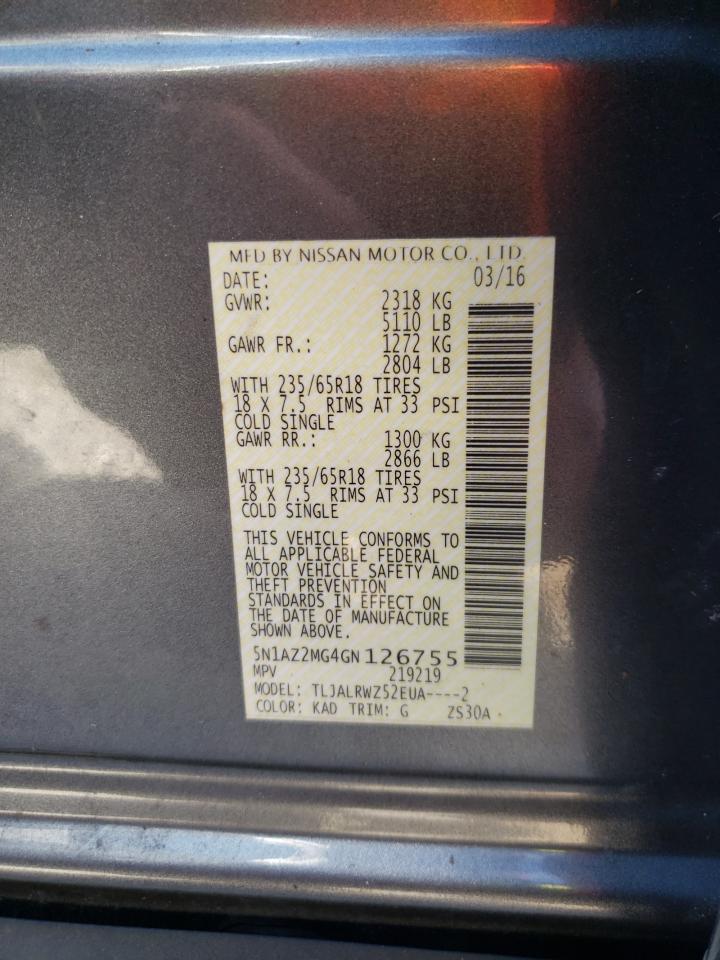 MFD BY NISSAN MOTOR CO., LTD.
DATE: 03/16
GVWR: 2318 KG
5110 LB
GAWR FR.: 1272 KG
2804 LB
WITH 235/65R18 TIRES
18 X 7.5 RIMS AT 33 PSI
COLD SINGLE
GAWR RR.: 1300 KG
2866 LB
WITH 235/65R18 TIRES
18 X 7.5 RIMS AT 33 PSI
COLD SINGLE
THIS VEHICLE CONFORMS TO
ALL APPLICABLE FEDERAL
MOTOR VEHICLE SAFETY AND
THEFT PREVENTION
STANDARDS IN EFFECT ON
THE DATE OF MANUFACTURE
SHOWN ABOVE.
5N1AZ2MG4GN126755
MPV 219219
MODEL: TLJALRWZ52EUA----2
COLOR: KAD TRIM: G ZS30A